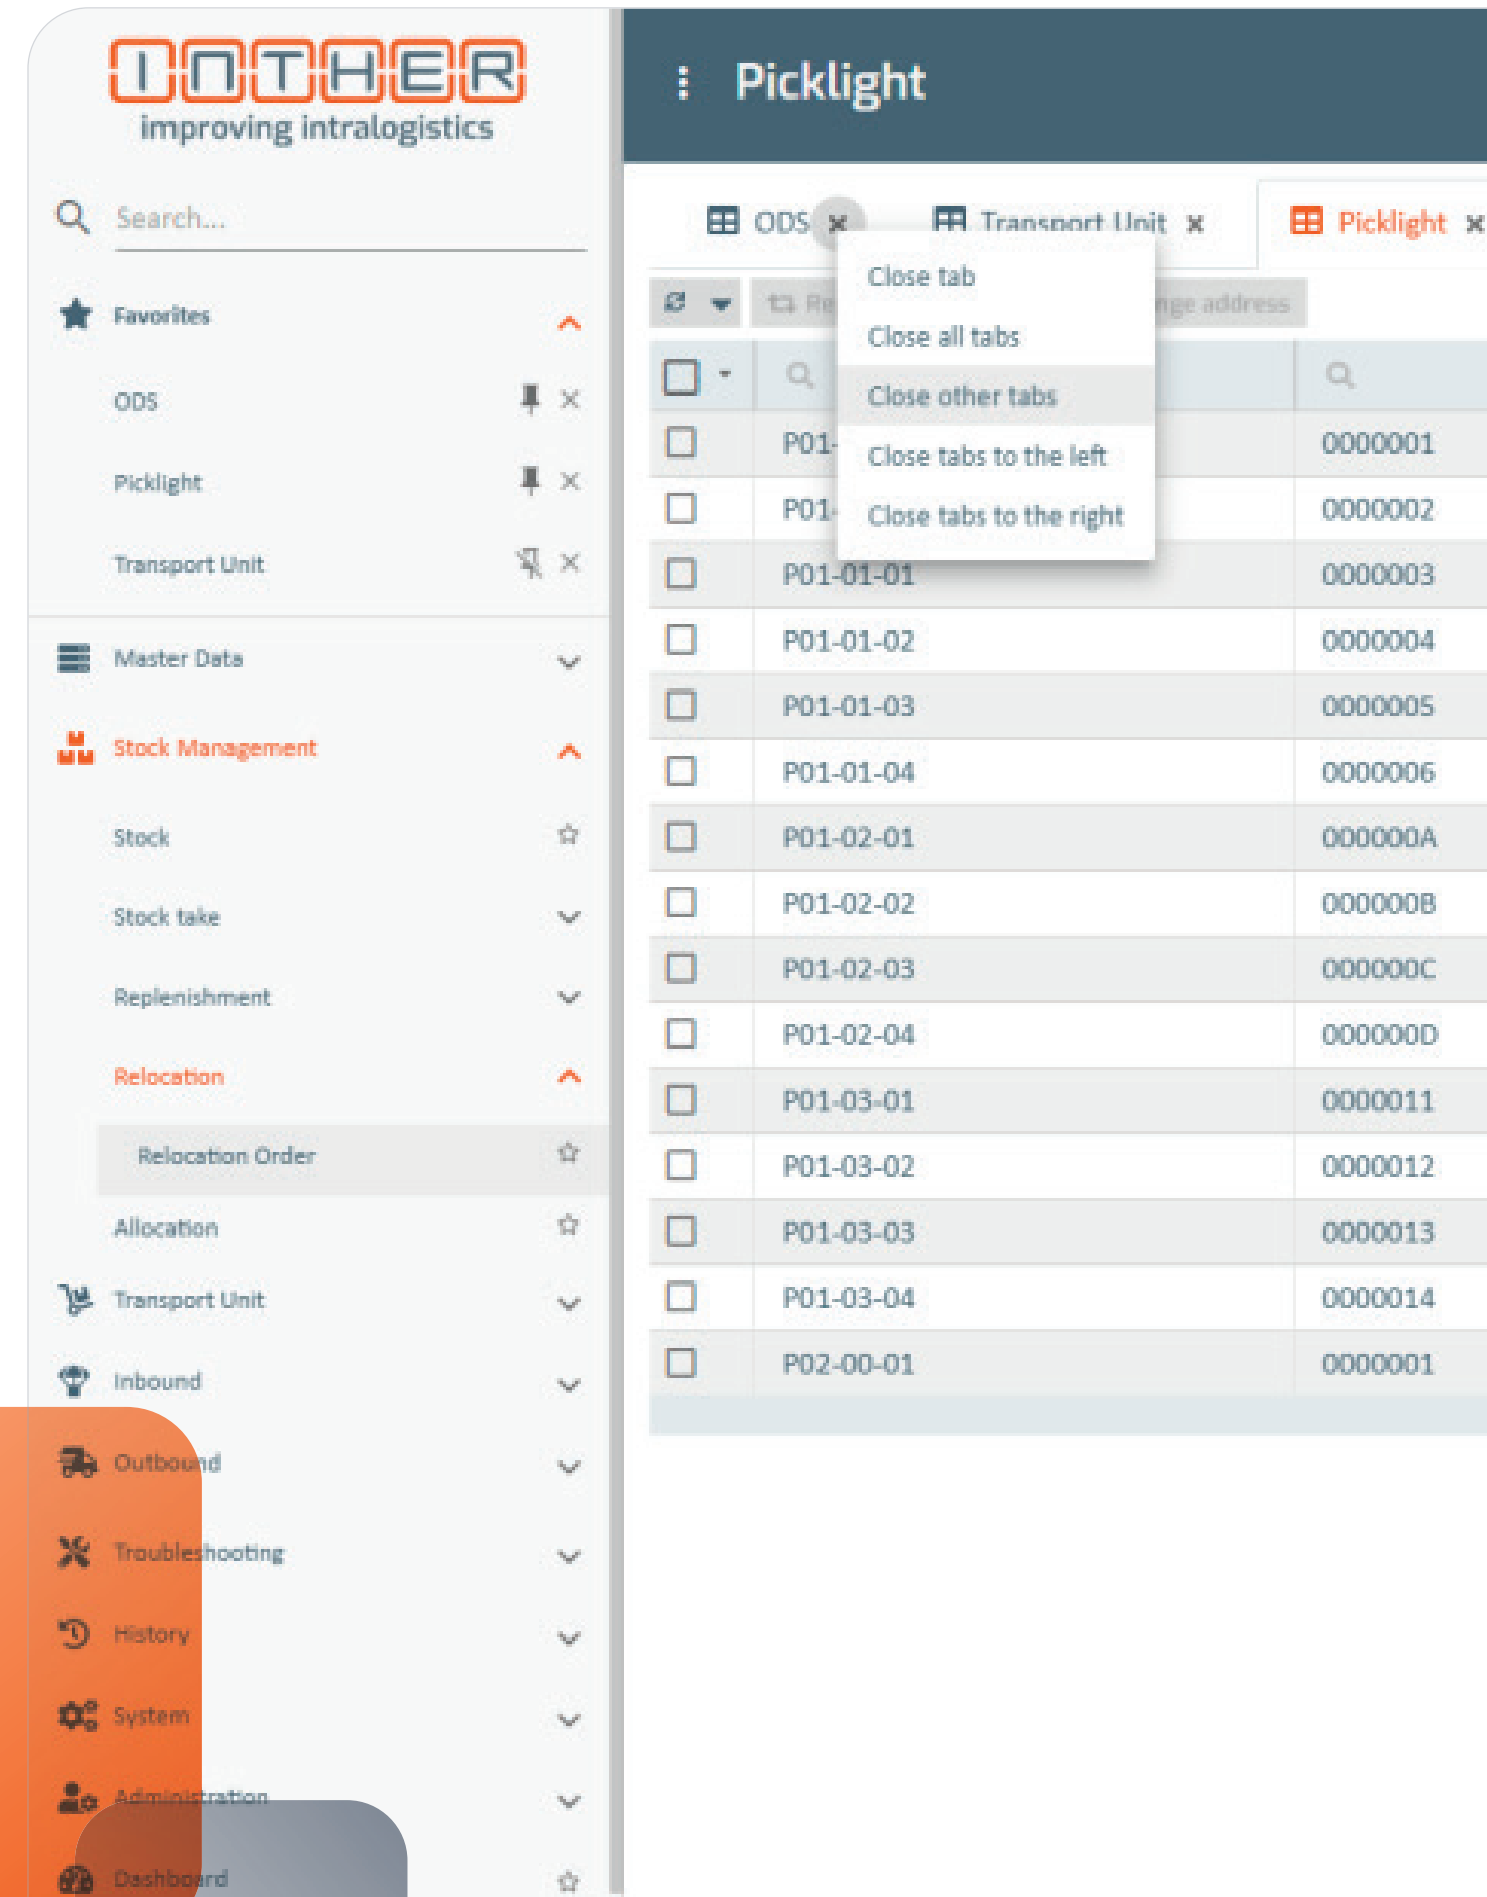 INTHER
improving intralogistics
Search...
Favorites
ODS
Picklight
Transport Unit
Master Data
Stock Management
Stock
Stock take
Replenishment
Relocation
Relocation Order
Allocation
Transport Unit
Inbound
Outbound
Troubleshooting
History
System
Administration
Dashboard
Picklight
ODS
Transport Unit
Picklight
Close tab
Close all tabs
Close other tabs
Close tabs to the left
Close tabs to the right
address
P01- 0000001
P01- 0000002
P01-01-01 0000003
P01-01-02 0000004
P01-01-03 0000005
P01-01-04 0000006
P01-02-01 000000A
P01-02-02 000000B
P01-02-03 000000C
P01-02-04 000000D
P01-03-01 0000011
P01-03-02 0000012
P01-03-03 0000013
P01-03-04 0000014
P02-00-01 0000001